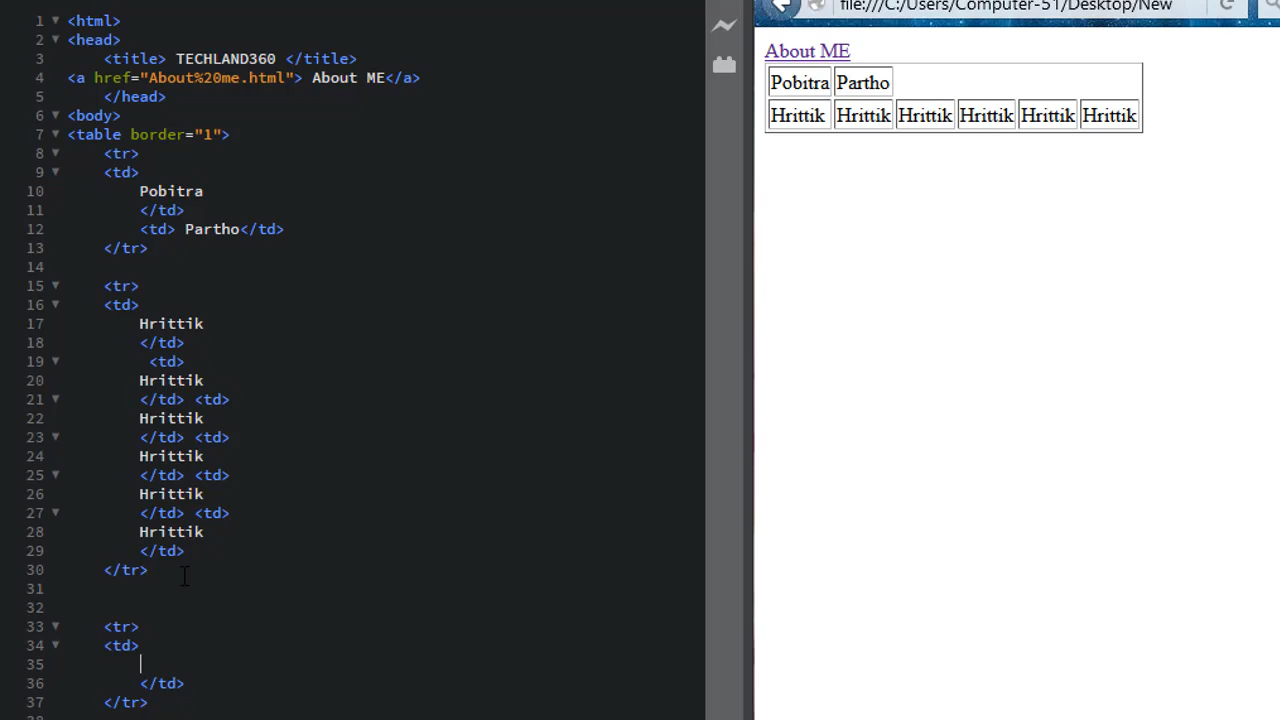 1 <html>
2 <head>
3 <title> TECHLAND360 </title>
4 <a href="About%20me.html"> About ME</a>
5 </head>
6 <body>
7 <table border="1">
8 <tr>
9 <td>
10 Pobitra
11 </td>
12 <td> Partho</td>
13 </tr>
14
15 <tr>
16 <td>
17 Hrittik
18 </td>
19 <td>
20 Hrittik
21 </td> <td>
22 Hrittik
23 </td> <td>
24 Hrittik
25 </td> <td>
26 Hrittik
27 </td> <td>
28 Hrittik
29 </td>
30 </tr>
31
32
33 <tr>
34 <td>
35
36 </td>
37 </tr>
file:///C:/Users/Computer-51/Desktop/New
About ME
Pobitra Partho
Hrittik Hrittik Hrittik Hrittik Hrittik Hrittik